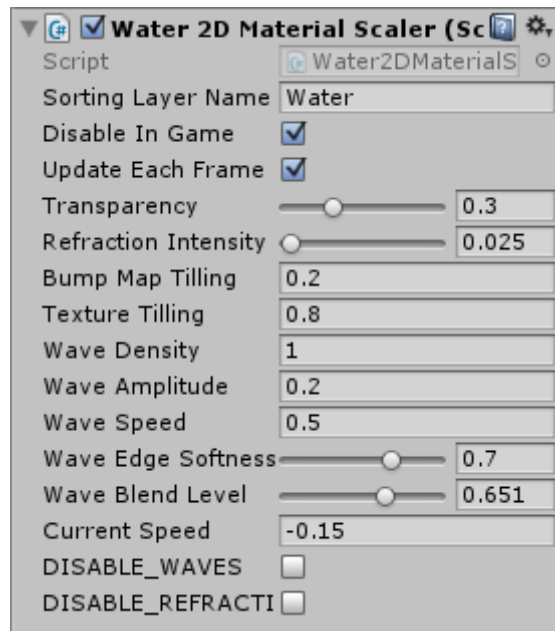 Water 2D Material Scaler (Sc
Script Water2DMaterialS
Sorting Layer Name Water
Disable In Game
Update Each Frame
Transparency 0.3
Refraction Intensity 0.025
Bump Map Tilling 0.2
Texture Tilling 0.8
Wave Density 1
Wave Amplitude 0.2
Wave Speed 0.5
Wave Edge Softness 0.7
Wave Blend Level 0.651
Current Speed -0.15
DISABLE_WAVES
DISABLE_REFRACTI